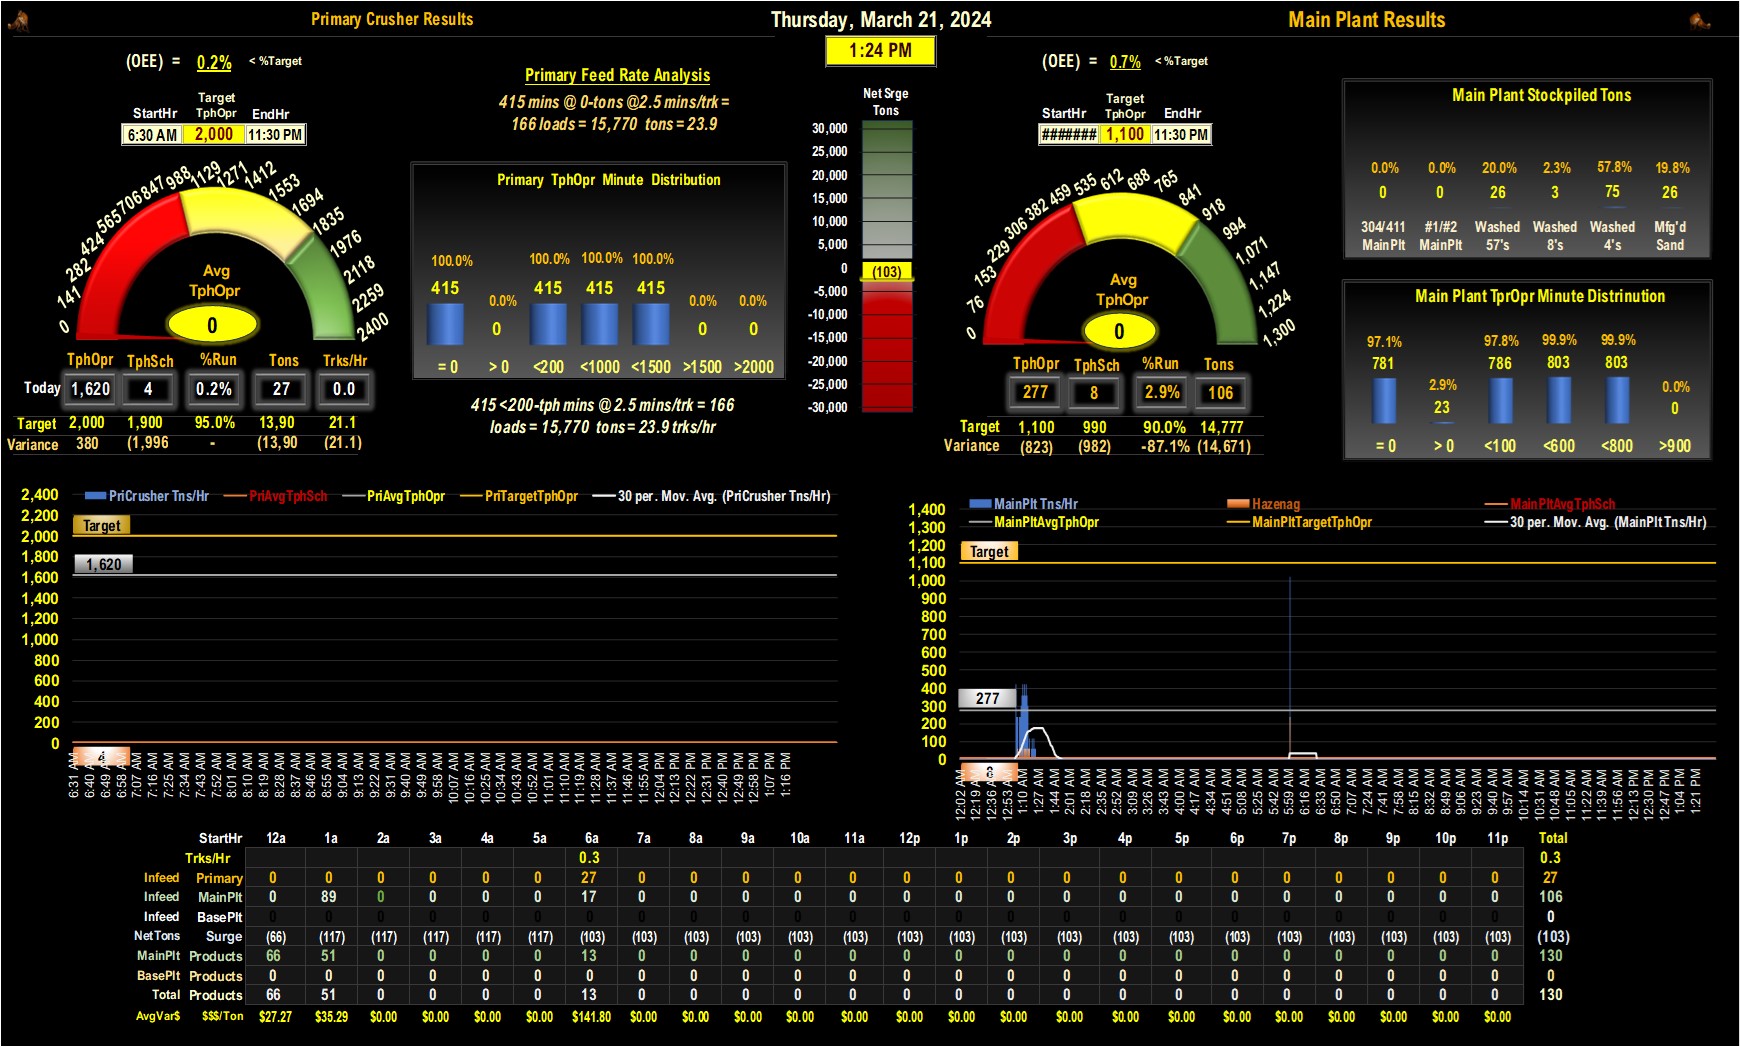 Primary Crusher Results
Thursday, March 21, 2024
Main Plant Results
1:24 PM
(OEE) = 0.2% < %Target
StartHr Target TphOpr EndHr
6:30 AM 2,000 11:30 PM
0 141 282 424 565 706 847 988 1129 1271 1412 1553 1694 1835 1976 2118 2259 2400
Avg
TphOpr
0
TphOpr TphSch %Run Tons Trks/Hr
Today 1,620 4 0.2% 27 0.0
Target 2,000 1,900 95.0% 13,90 21.1
Variance 380 (1,996 - (13,90 (21.1)
Primary Feed Rate Analysis
415 mins @ 0-tons @2.5 mins/trk =
166 loads = 15,770 tons = 23.9
Primary TphOpr Minute Distribution
100.0% 0.0% 100.0% 100.0% 100.0% 0.0% 0.0%
415 0 415 415 415 0 0
= 0 > 0 <200 <1000 <1500 >1500 >2000
415 <200-tph mins @ 2.5 mins/trk = 166
loads = 15,770 tons = 23.9 trks/hr
Net Srge
Tons
30,000
25,000
20,000
15,000
10,000
5,000
0
(103)
-5,000
-10,000
-15,000
-20,000
-25,000
-30,000
(OEE) = 0.7% < %Target
StartHr Target TphOpr EndHr
####### 1,100 11:30 PM
0 76 153 229 306 382 459 535 612 688 765 841 918 994 1,071 1,147 1,224 1,300
Avg
TphOpr
0
TphOpr TphSch %Run Tons
277 8 2.9% 106
Target 1,100 990 90.0% 14,777
Variance (823) (982) -87.1% (14,671)
Main Plant Stockpiled Tons
0.0% 0.0% 20.0% 2.3% 57.8% 19.8%
0 0 26 3 75 26
304/411 #1/#2 Washed Washed Washed Mfg'd
MainPlt MainPlt 57's 8's 4's Sand
Main Plant TprOpr Minute Distrinution
97.1% 2.9% 97.8% 99.9% 99.9% 0.0%
781 23 786 803 803 0
= 0 > 0 <100 <600 <800 >900
PriCrusher Tns/Hr PriAvgTphSch PriAvgTphOpr PriTargetTphOpr 30 per. Mov. Avg. (PriCrusher Tns/Hr)
2,400
2,200
Target
2,000
1,800
1,620
1,600
1,400
1,200
1,000
800
600
400
200
0
4
6:31 AM 6:40 AM 6:49 AM 6:58 AM 7:07 AM 7:16 AM 7:25 AM 7:34 AM 7:43 AM 7:52 AM 8:01 AM 8:10 AM 8:19 AM 8:28 AM 8:37 AM 8:46 AM 8:55 AM 9:04 AM 9:13 AM 9:22 AM 9:31 AM 9:40 AM 9:49 AM 9:58 AM 10:07 AM 10:16 AM 10:25 AM 10:34 AM 10:43 AM 10:52 AM 11:01 AM 11:10 AM 11:19 AM 11:28 AM 11:37 AM 11:46 AM 11:55 AM 12:04 PM 12:13 PM 12:22 PM 12:31 PM 12:40 PM 12:49 PM 12:58 PM 1:07 PM 1:16 PM
MainPlt Tns/Hr Hazenag MainPltAvgTphSch
MainPltAvgTphOpr MainPltTargetTphOpr 30 per. Mov. Avg. (MainPlt Tns/Hr)
1,400
1,300
1,200
Target
1,100
1,000
900
800
700
600
500
400
277
300
200
100
0
12:02 AM 12:19 AM 12:36 AM 12:53 AM 1:10 AM 1:27 AM 1:44 AM 2:01 AM 2:18 AM 2:35 AM 2:52 AM 3:09 AM 3:26 AM 3:43 AM 4:00 AM 4:17 AM 4:34 AM 4:51 AM 5:08 AM 5:25 AM 5:42 AM 5:59 AM 6:16 AM 6:33 AM 6:50 AM 7:07 AM 7:24 AM 7:41 AM 7:58 AM 8:15 AM 8:32 AM 8:49 AM 9:06 AM 9:23 AM 9:40 AM 9:57 AM 10:14 AM 10:31 AM 10:48 AM 11:05 AM 11:22 AM 11:39 AM 11:56 AM 12:13 PM 12:30 PM 12:47 PM 1:04 PM 1:21 PM
StartHr 12a 1a 2a 3a 4a 5a 6a 7a 8a 9a 10a 11a 12p 1p 2p 3p 4p 5p 6p 7p 8p 9p 10p 11p Total
Trks/Hr 0.3 0.3
Infeed Primary 0 0 0 0 0 0 27 0 0 0 0 0 0 0 0 0 0 0 0 0 0 0 0 0 27
Infeed MainPlt 0 89 0 0 0 0 17 0 0 0 0 0 0 0 0 0 0 0 0 0 0 0 0 0 106
Infeed BasePlt 0 0 0 0 0 0 0 0 0 0 0 0 0 0 0 0 0 0 0 0 0 0 0 0 0
NetTons Surge (66) (117) (117) (117) (117) (117) (103) (103) (103) (103) (103) (103) (103) (103) (103) (103) (103) (103) (103) (103) (103) (103) (103) (103) (103)
MainPlt Products 66 51 0 0 0 0 13 0 0 0 0 0 0 0 0 0 0 0 0 0 0 0 0 0 130
BasePlt Products 0 0 0 0 0 0 0 0 0 0 0 0 0 0 0 0 0 0 0 0 0 0 0 0 0
Total Products 66 51 0 0 0 0 13 0 0 0 0 0 0 0 0 0 0 0 0 0 0 0 0 0 130
AvgVar$ $$$/Ton $27.27 $35.29 $0.00 $0.00 $0.00 $0.00 $141.80 $0.00 $0.00 $0.00 $0.00 $0.00 $0.00 $0.00 $0.00 $0.00 $0.00 $0.00 $0.00 $0.00 $0.00 $0.00 $0.00 $0.00